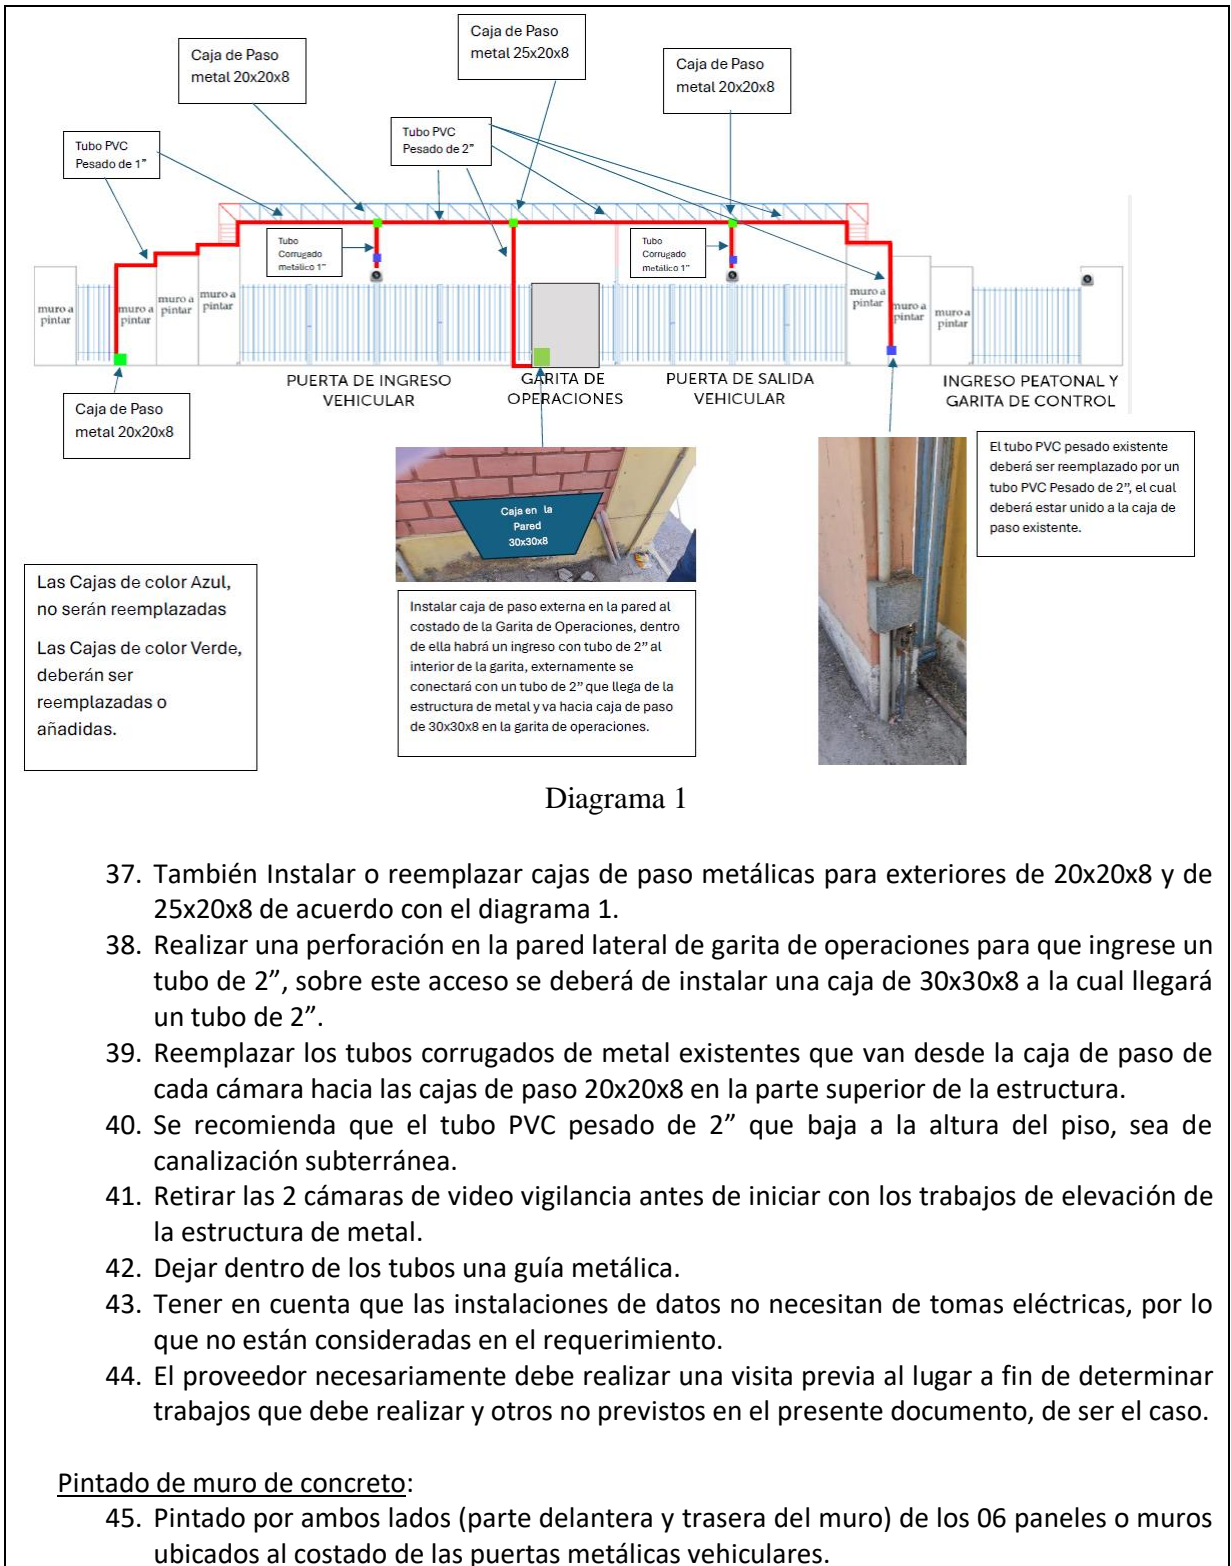 Caja de Paso
metal 20x20x8
Caja de Paso
metal 25x20x8
Caja de Paso
metal 20x20x8
Tubo PVC
Pesado de 1"
Tubo PVC
Pesado de 2"
Tubo
Corrugado
metálico 1"
Tubo
Corrugado
metálico 1"
muro a
pintar
muro a
pintar
muro a
pintar
muro a
pintar
muro a
pintar
muro a
pintar
muro a
pintar
PUERTA DE INGRESO
VEHICULAR
GARITA DE
OPERACIONES
PUERTA DE SALIDA
VEHICULAR
INGRESO PEATONAL Y
GARITA DE CONTROL
Caja de Paso
metal 20x20x8
Caja en la
Pared
30x30x8
El tubo PVC pesado existente
deberá ser reemplazado por un
tubo PVC Pesado de 2", el cual
deberá estar unido a la caja de
paso existente.
Las Cajas de color Azul,
no serán reemplazadas
Las Cajas de color Verde,
deberán ser
reemplazadas o
añadidas.
Instalar caja de paso externa en la pared al
costado de la Garita de Operaciones, dentro
de ella habrá un ingreso con tubo de 2" al
interior de la garita, externamente se
conectará con un tubo de 2" que llega de la
estructura de metal y va hacia caja de paso
de 30x30x8 en la garita de operaciones.
Diagrama 1
37. También Instalar o reemplazar cajas de paso metálicas para exteriores de 20x20x8 y de
25x20x8 de acuerdo con el diagrama 1.
38. Realizar una perforación en la pared lateral de garita de operaciones para que ingrese un
tubo de 2”, sobre este acceso se deberá de instalar una caja de 30x30x8 a la cual llegará
un tubo de 2”.
39. Reemplazar los tubos corrugados de metal existentes que van desde la caja de paso de
cada cámara hacia las cajas de paso 20x20x8 en la parte superior de la estructura.
40. Se recomienda que el tubo PVC pesado de 2” que baja a la altura del piso, sea de
canalización subterránea.
41. Retirar las 2 cámaras de video vigilancia antes de iniciar con los trabajos de elevación de
la estructura de metal.
42. Dejar dentro de los tubos una guía metálica.
43. Tener en cuenta que las instalaciones de datos no necesitan de tomas eléctricas, por lo
que no están consideradas en el requerimiento.
44. El proveedor necesariamente debe realizar una visita previa al lugar a fin de determinar
trabajos que debe realizar y otros no previstos en el presente documento, de ser el caso.
Pintado de muro de concreto:
45. Pintado por ambos lados (parte delantera y trasera del muro) de los 06 paneles o muros
ubicados al costado de las puertas metálicas vehiculares.